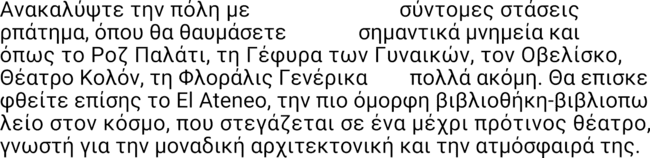 Ανακαλύψτε την πόλη με σύντομες στάσεις
ρπάτημα, όπου θα θαυμάσετε σημαντικά μνημεία και
όπως το Ροζ Παλάτι, τη Γέφυρα των Γυναικών, τον Οβελίσκο,
Θέατρο Κολόν, τη Φλοράλις Γενέρικα πολλά ακόμη. Θα επισκε
φθείτε επίσης το El Ateneo, την πιο όμορφη βιβλιοθήκη-βιβλιοπω
λείο στον κόσμο, που στεγάζεται σε ένα μέχρι πρότινος θέατρο,
γνωστή για την μοναδική αρχιτεκτονική και την ατμόσφαιρά της.